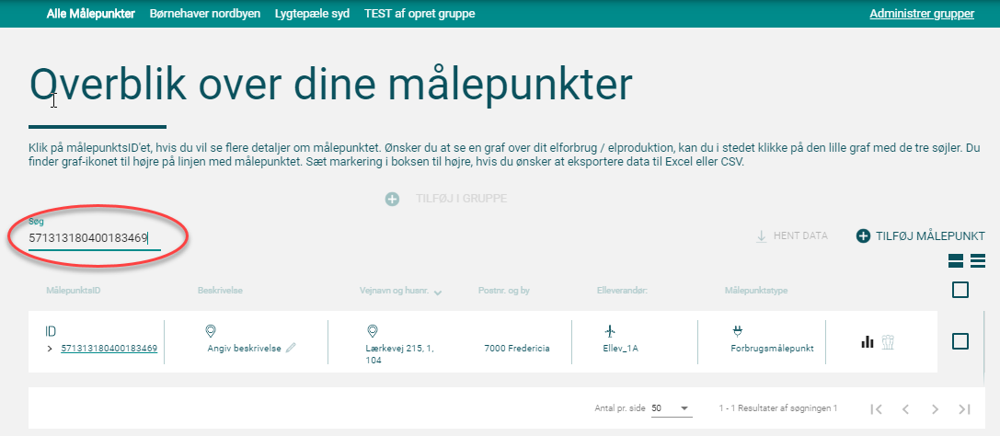 Alle Målepunkter Børnehaver nordbyen Lygtepæle syd TEST af opret gruppe Administrer grupper
Overblik over dine målepunkter
Klik på målepunktsID'et, hvis du vil se flere detaljer om målepunktet. Ønsker du at se en graf over dit elforbrug / elproduktion, kan du i stedet klikke på den lille graf med de tre søjler. Du
finder graf-ikonet til højre på linjen med målepunktet. Sæt markering i boksen til højre, hvis du ønsker at eksportere data til Excel eller CSV.
TILFØJ I GRUPPE
Søg
571313180400183469
HENT DATA TILFØJ MÅLEPUNKT
MålepunktsID Beskrivelse Vejnavn og husnr. Postnr. og by Elleverandør: Målepunktstype
ID
571313180400183469 Angiv beskrivelse Lærkevej 215, 1, 7000 Fredericia Ellev_1A Forbrugsmålepunkt
104
Antal pr. side 50 1 - 1 Resultater af søgningen 1